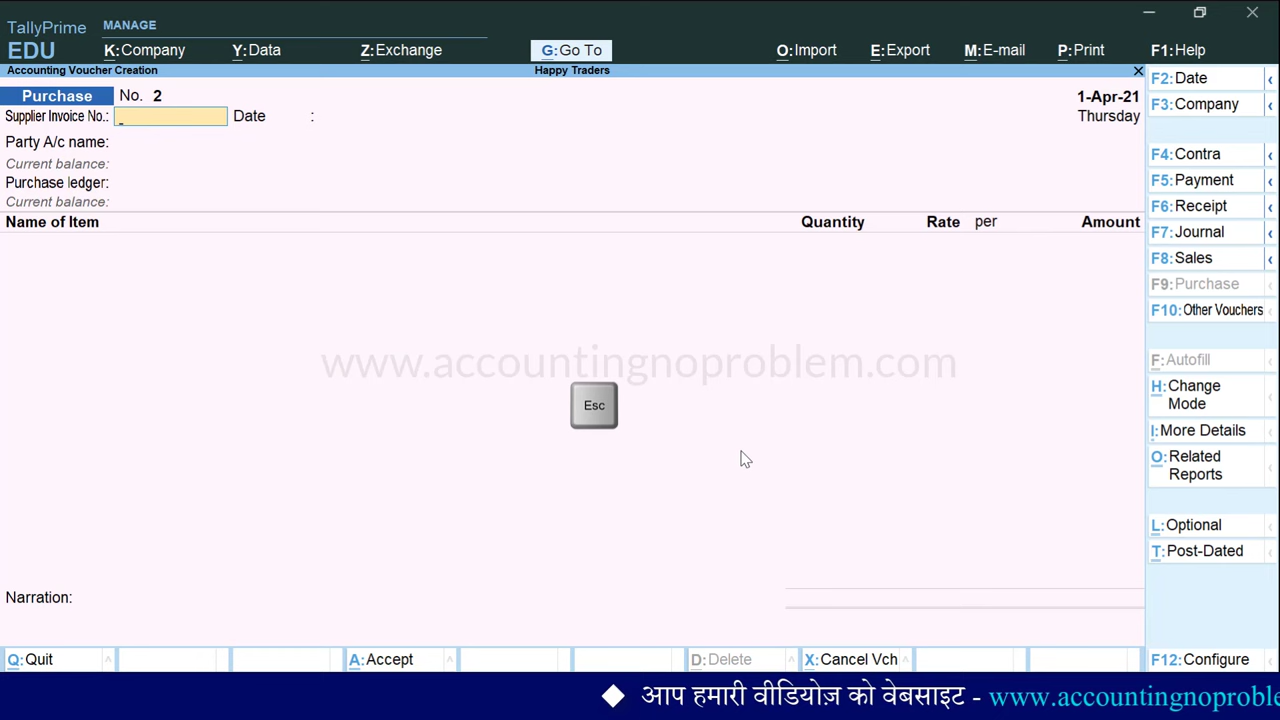 TallyPrime
EDU
MANAGE
K:Company
Y:Data
Z:Exchange
G:Go To
O:Import
E:Export
M:E-mail
P:Print
F1:Help
Accounting Voucher Creation
Happy Traders
Purchase No. 2
1-Apr-21
Supplier Invoice No.: Date :
Thursday
Party A/c name:
Current balance:
Purchase ledger:
Current balance:
Name of Item Quantity Rate per Amount
www.accountingnoproblem.com
Esc
Narration:
F2:Date
F3:Company
F4:Contra
F5:Payment
F6:Receipt
F7:Journal
F8:Sales
F9:Purchase
F10:Other Vouchers
F:Autofill
H:Change
Mode
I:More Details
O:Related
Reports
L:Optional
T:Post-Dated
Q:Quit
A:Accept
D:Delete
X:Cancel Vch
F12:Configure
◆ आप हमारी वीडियोज़ को वेबसाइट - www.accountingnoproble